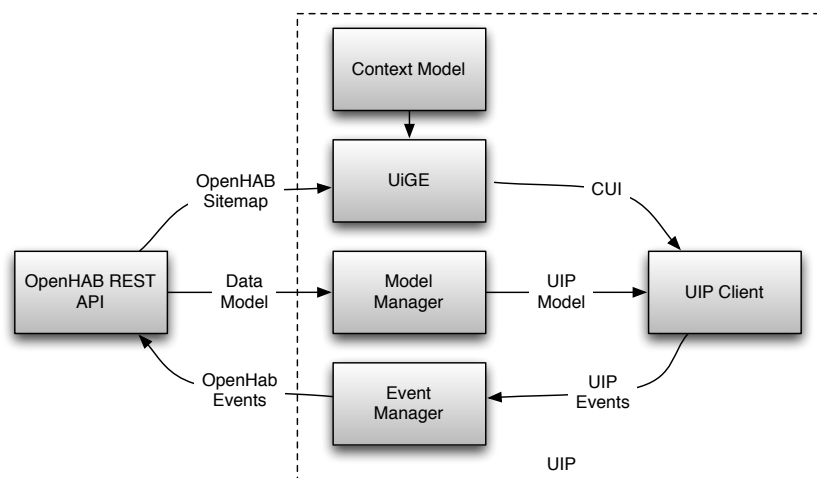 Context Model
UiGE
OpenHAB
Sitemap
CUI
OpenHAB REST
API
Data
Model
Model
Manager
UIP
Model
UIP Client
OpenHab
Events
Event
Manager
UIP
Events
UIP